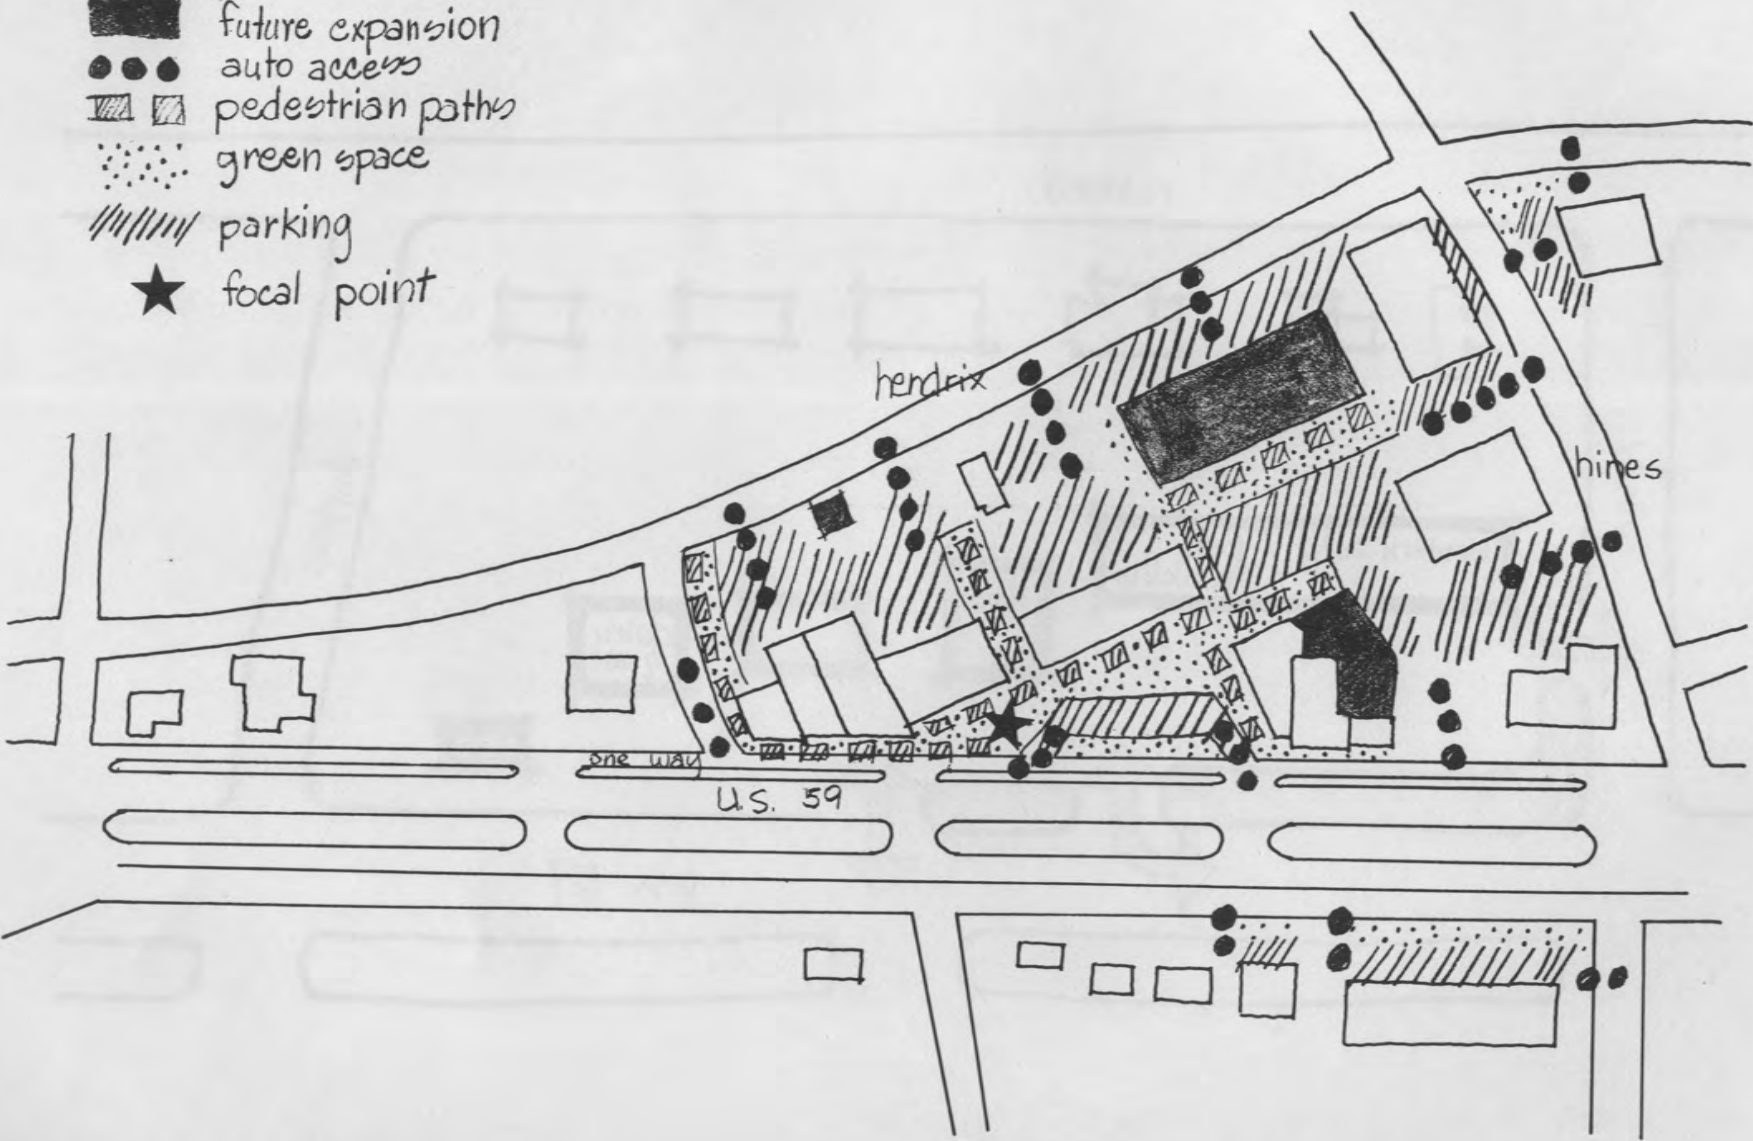 future expansion
auto access
pedestrian paths
green space
parking
focal point
hendrix
hines
one way
U.S. 59